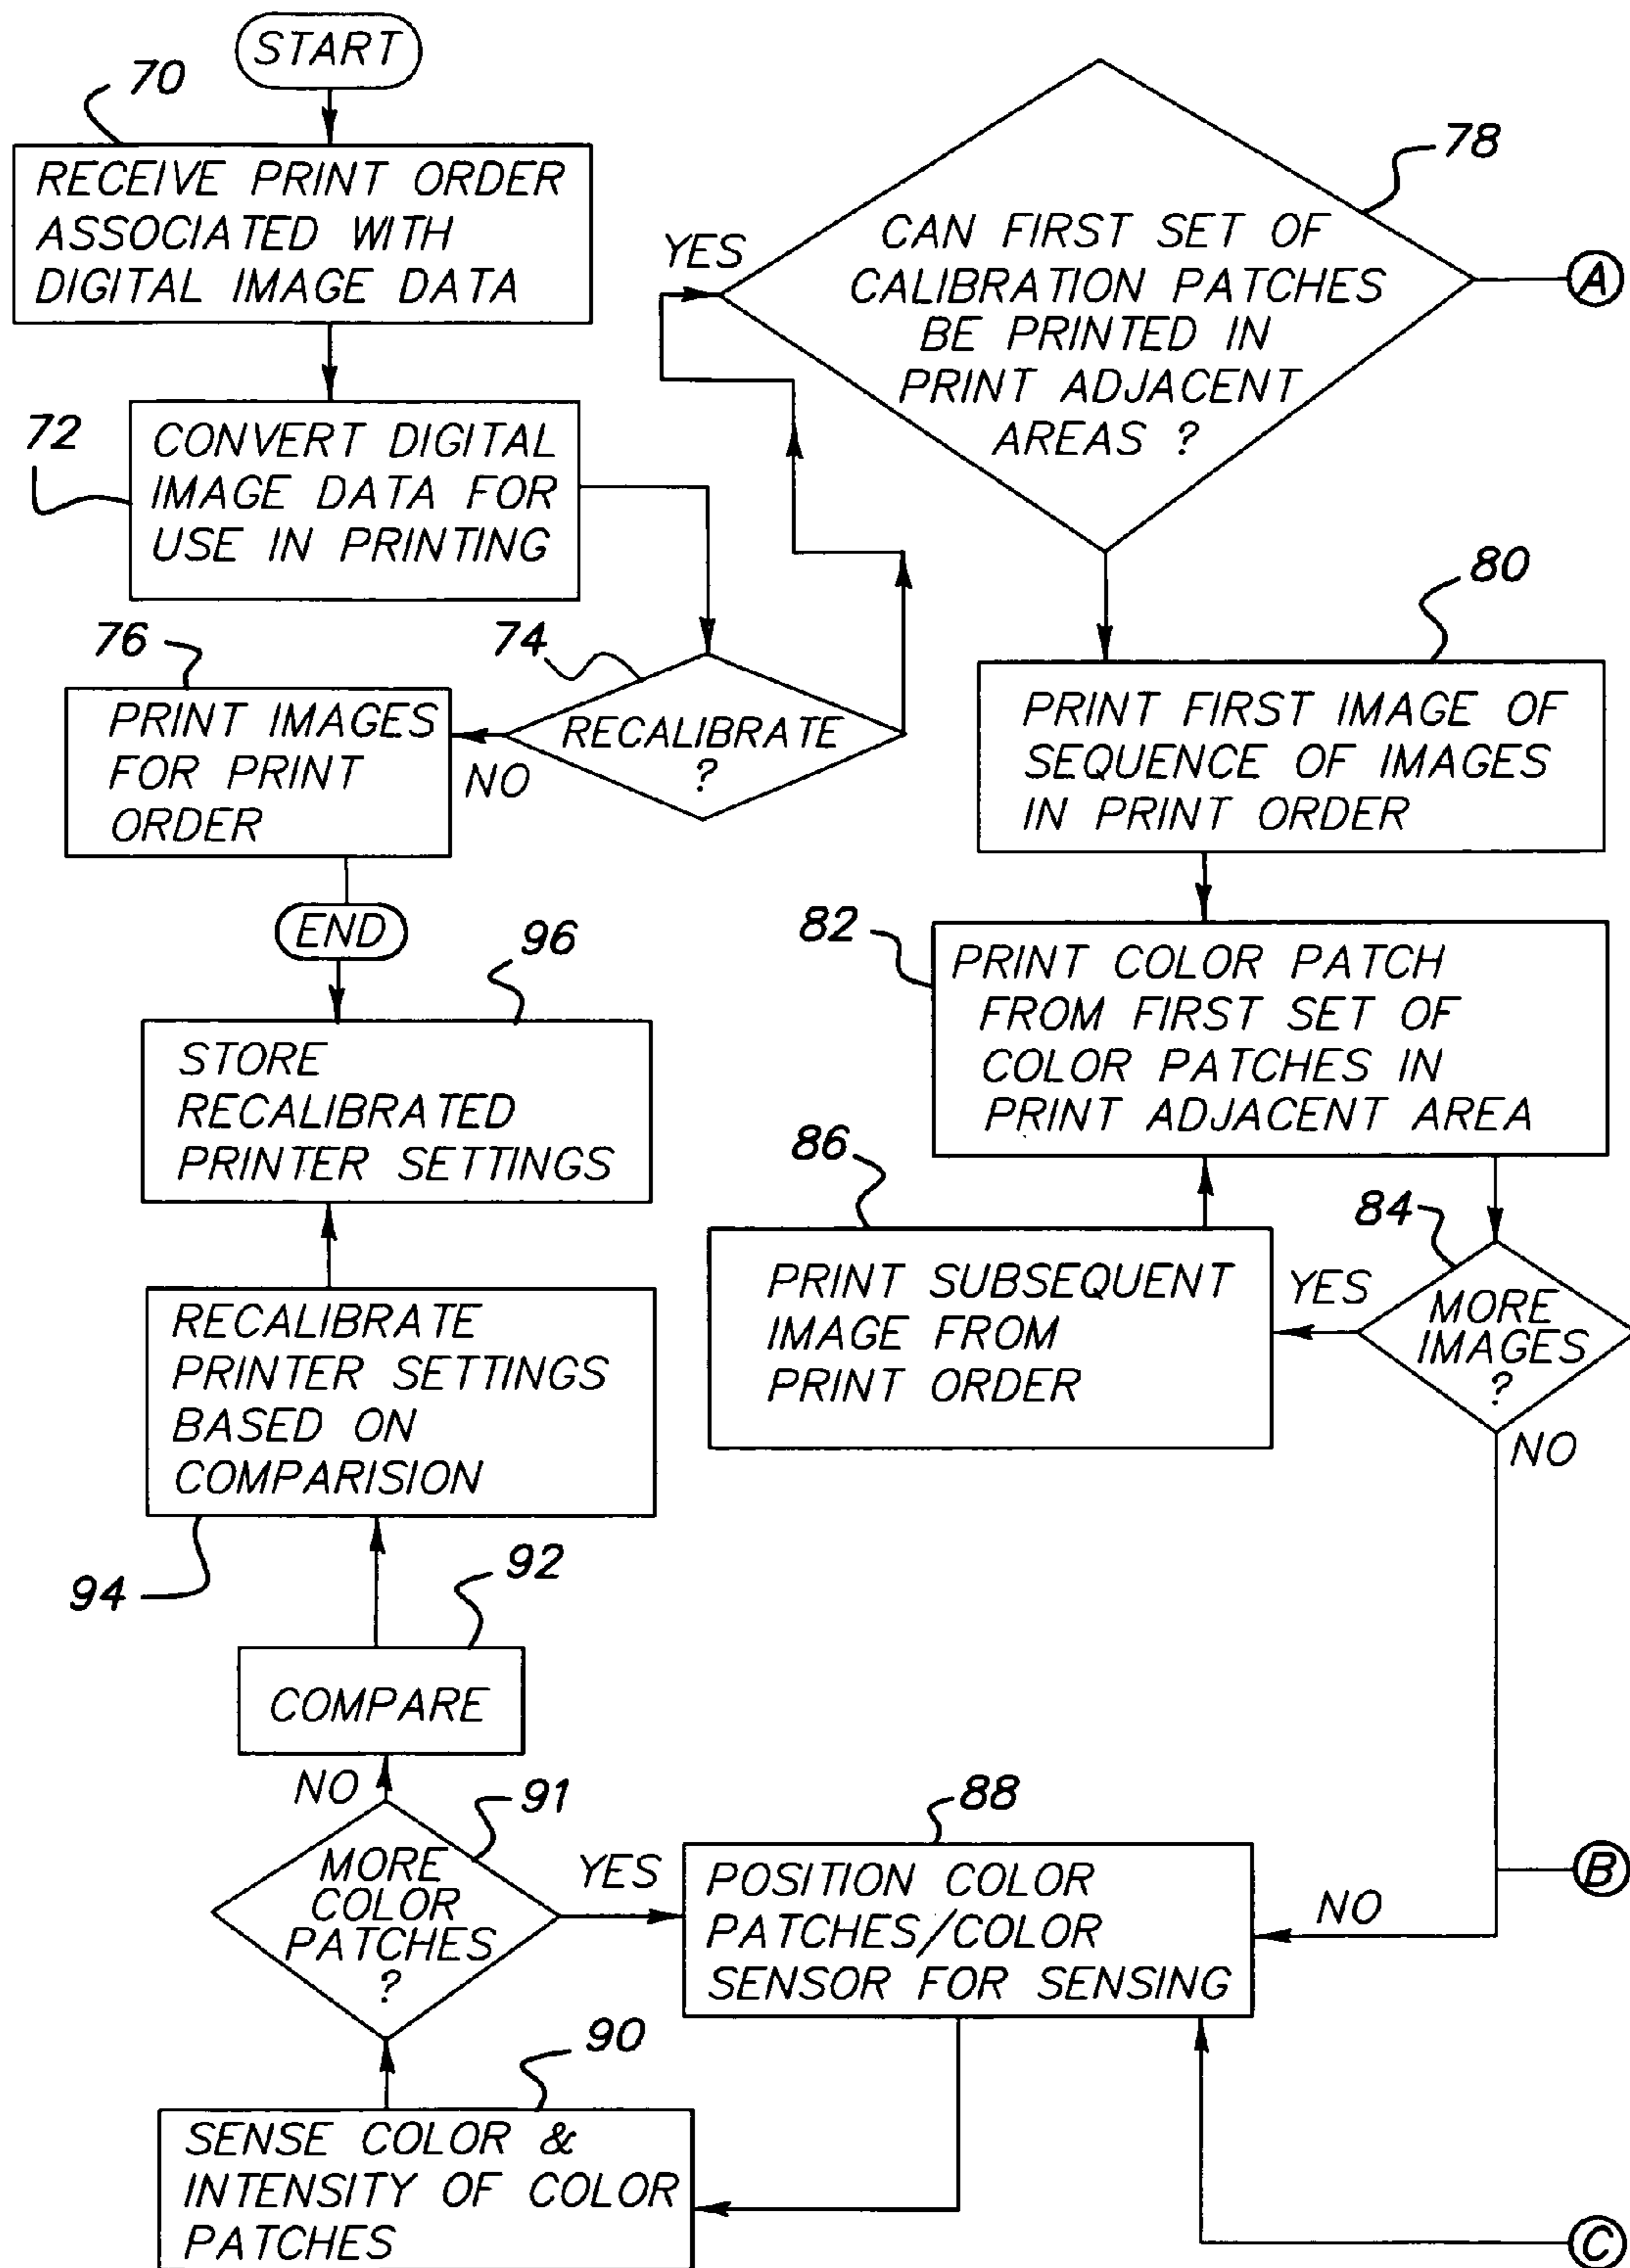 START
70
RECEIVE PRINT ORDER
ASSOCIATED WITH
DIGITAL IMAGE DATA
72
CONVERT DIGITAL
IMAGE DATA FOR
USE IN PRINTING
74
RECALIBRATE
?
YES
NO
76
PRINT IMAGES
FOR PRINT
ORDER
END
78
CAN FIRST SET OF
CALIBRATION PATCHES
BE PRINTED IN
PRINT ADJACENT
AREAS ?
A
80
PRINT FIRST IMAGE OF
SEQUENCE OF IMAGES
IN PRINT ORDER
82
PRINT COLOR PATCH
FROM FIRST SET OF
COLOR PATCHES IN
PRINT ADJACENT AREA
84
MORE
IMAGES
?
YES
NO
86
PRINT SUBSEQUENT
IMAGE FROM
PRINT ORDER
B
NO
88
POSITION COLOR
PATCHES/COLOR
SENSOR FOR SENSING
C
90
SENSE COLOR &
INTENSITY OF COLOR
PATCHES
91
MORE
COLOR
PATCHES
?
YES
NO
92
COMPARE
94
RECALIBRATE
PRINTER SETTINGS
BASED ON
COMPARISION
96
STORE
RECALIBRATED
PRINTER SETTINGS